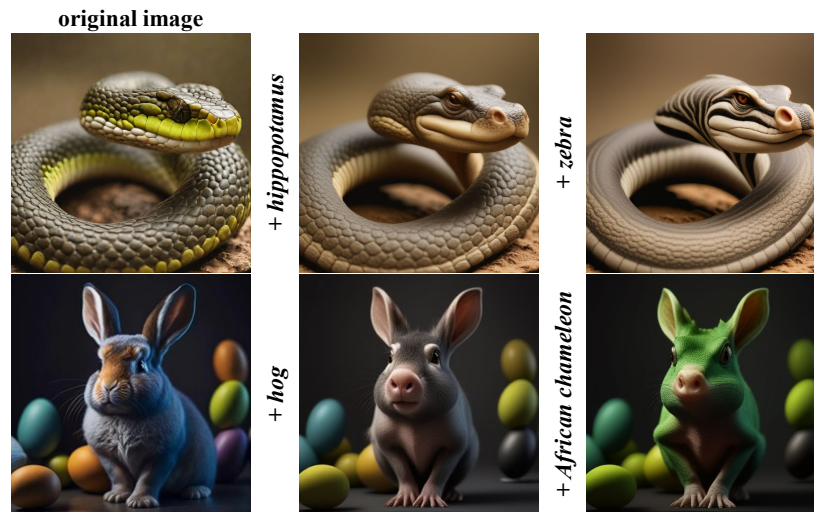 original image
+ hippopotamus
+ zebra
+ hog
+ African chameleon